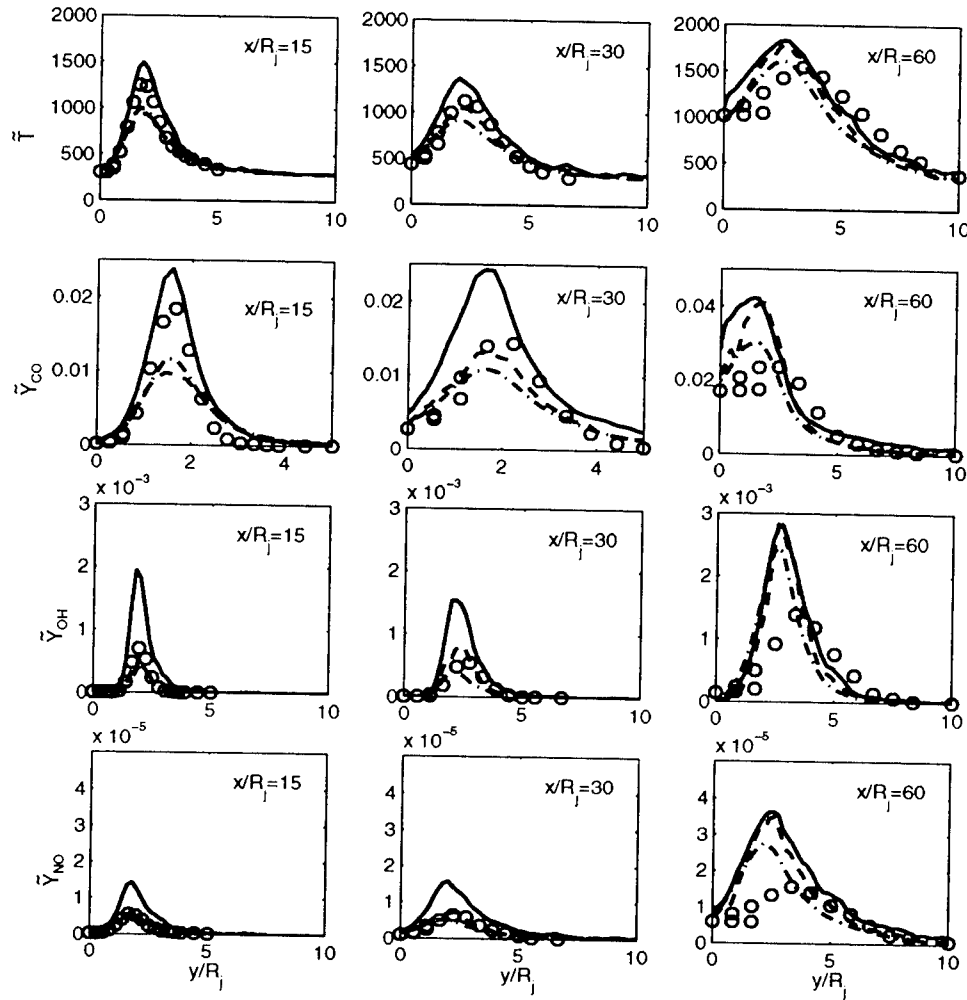 2000 2000 2000
x/R_j=15 x/R_j=30 x/R_j=60
1500 1500 1500
T̃ 1000 1000 1000
500 500 500
0 0 0
0 5 10 0 5 10 0 5 10
x/R_j=15 x/R_j=30 x/R_j=60
0.02 0.02 0.04
Ỹ_CO 0.01 0.01 0.02
0 0 0
0 2 4 0 2 4 0 5 10
x 10^-3 x 10^-3 x 10^-3
3 3 3
x/R_j=15 x/R_j=30 x/R_j=60
2 2 2
Ỹ_OH 1 1 1
0 0 0
0 5 10 0 5 10 0 5 10
x 10^-5 x 10^-5 x 10^-5
x/R_j=15 x/R_j=30 x/R_j=60
4 4 4
3 3 3
2 2 2
Ỹ_NO 1 1 1
0 0 0
0 5 10 0 5 10 0 5 10
y/R_j y/R_j y/R_j